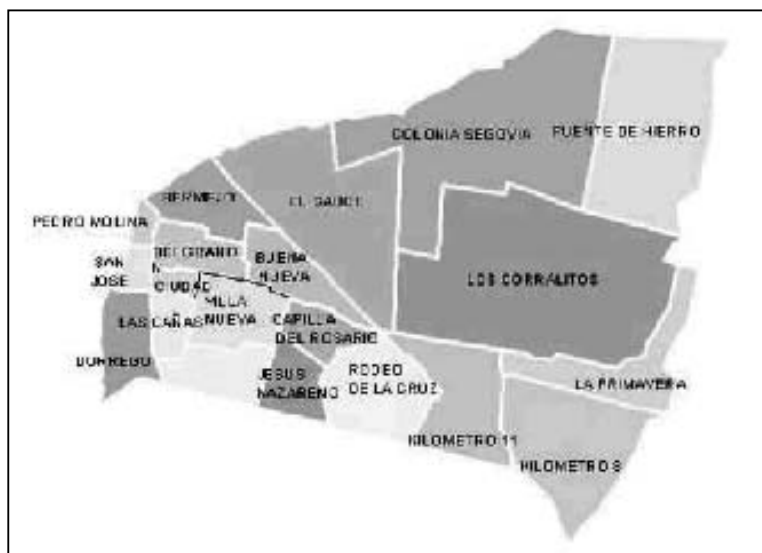 COLONIA SEGOVIA
PUENTE DE HIERRO
BERMEJO
EL SAUCE
PEDRO MOLINA
BELGRANO
BUENA
NUEVA
SAN
JOSE
N
CIUDAD
LOS CORRALITOS
VILLA
NUEVA
LAS CAÑAS
CAPILLA
DEL ROSARIO
DORREGO
JESUS
NAZARENO
RODEO
DE LA CRUZ
LA PRIMAVERA
KILOMETRO 11
KILOMETRO 8